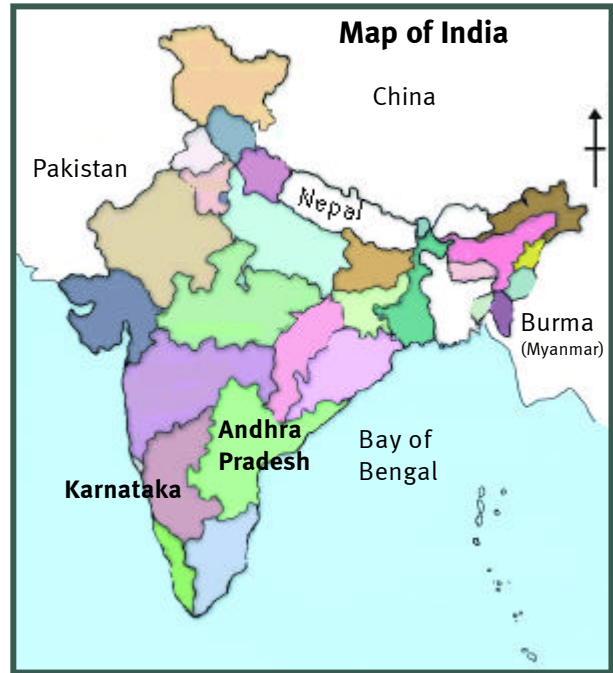 Map of India
China
Pakistan
Nepal
Burma
(Myanmar)
Andhra
Pradesh
Bay of
Bengal
Karnataka